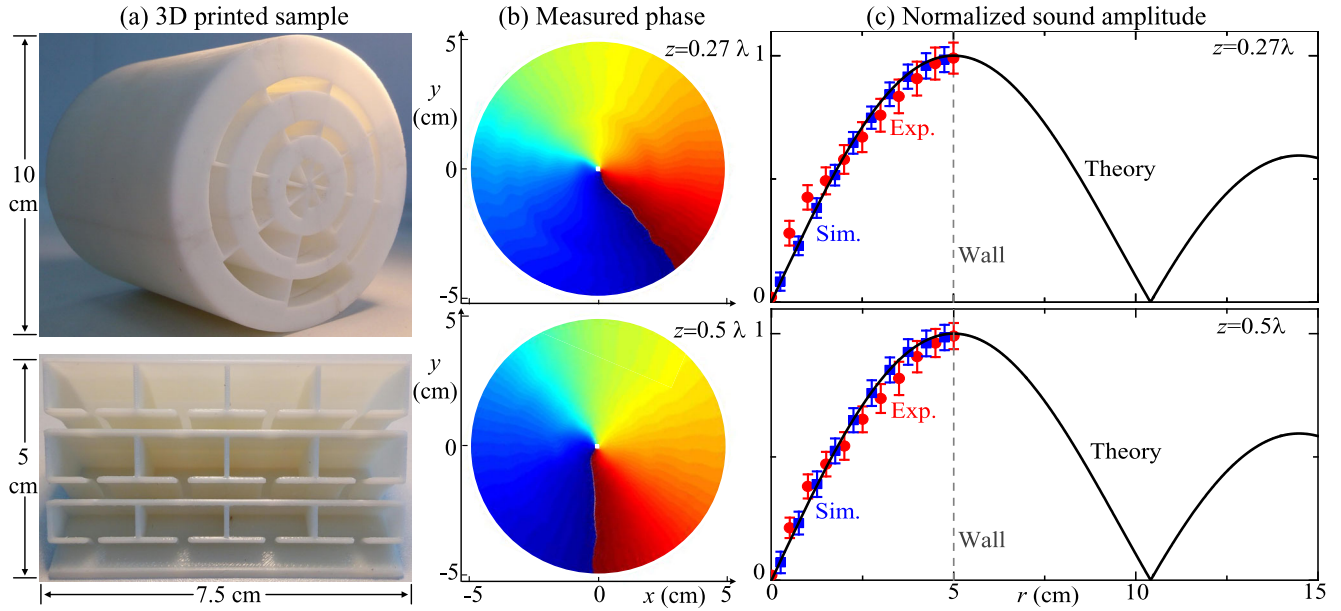 (a) 3D printed sample
10
cm
5
cm
7.5 cm
(b) Measured phase
z=0.27 λ
5
y
(cm)
0
-5
z=0.5 λ
5
y
(cm)
0
-5
-5 0 x (cm) 5
(c) Normalized sound amplitude
z=0.27λ
1
Exp.
Sim.
Theory
Wall
0
z=0.5λ
1
Exp.
Sim.
Theory
Wall
0
0 5 r (cm) 10 15